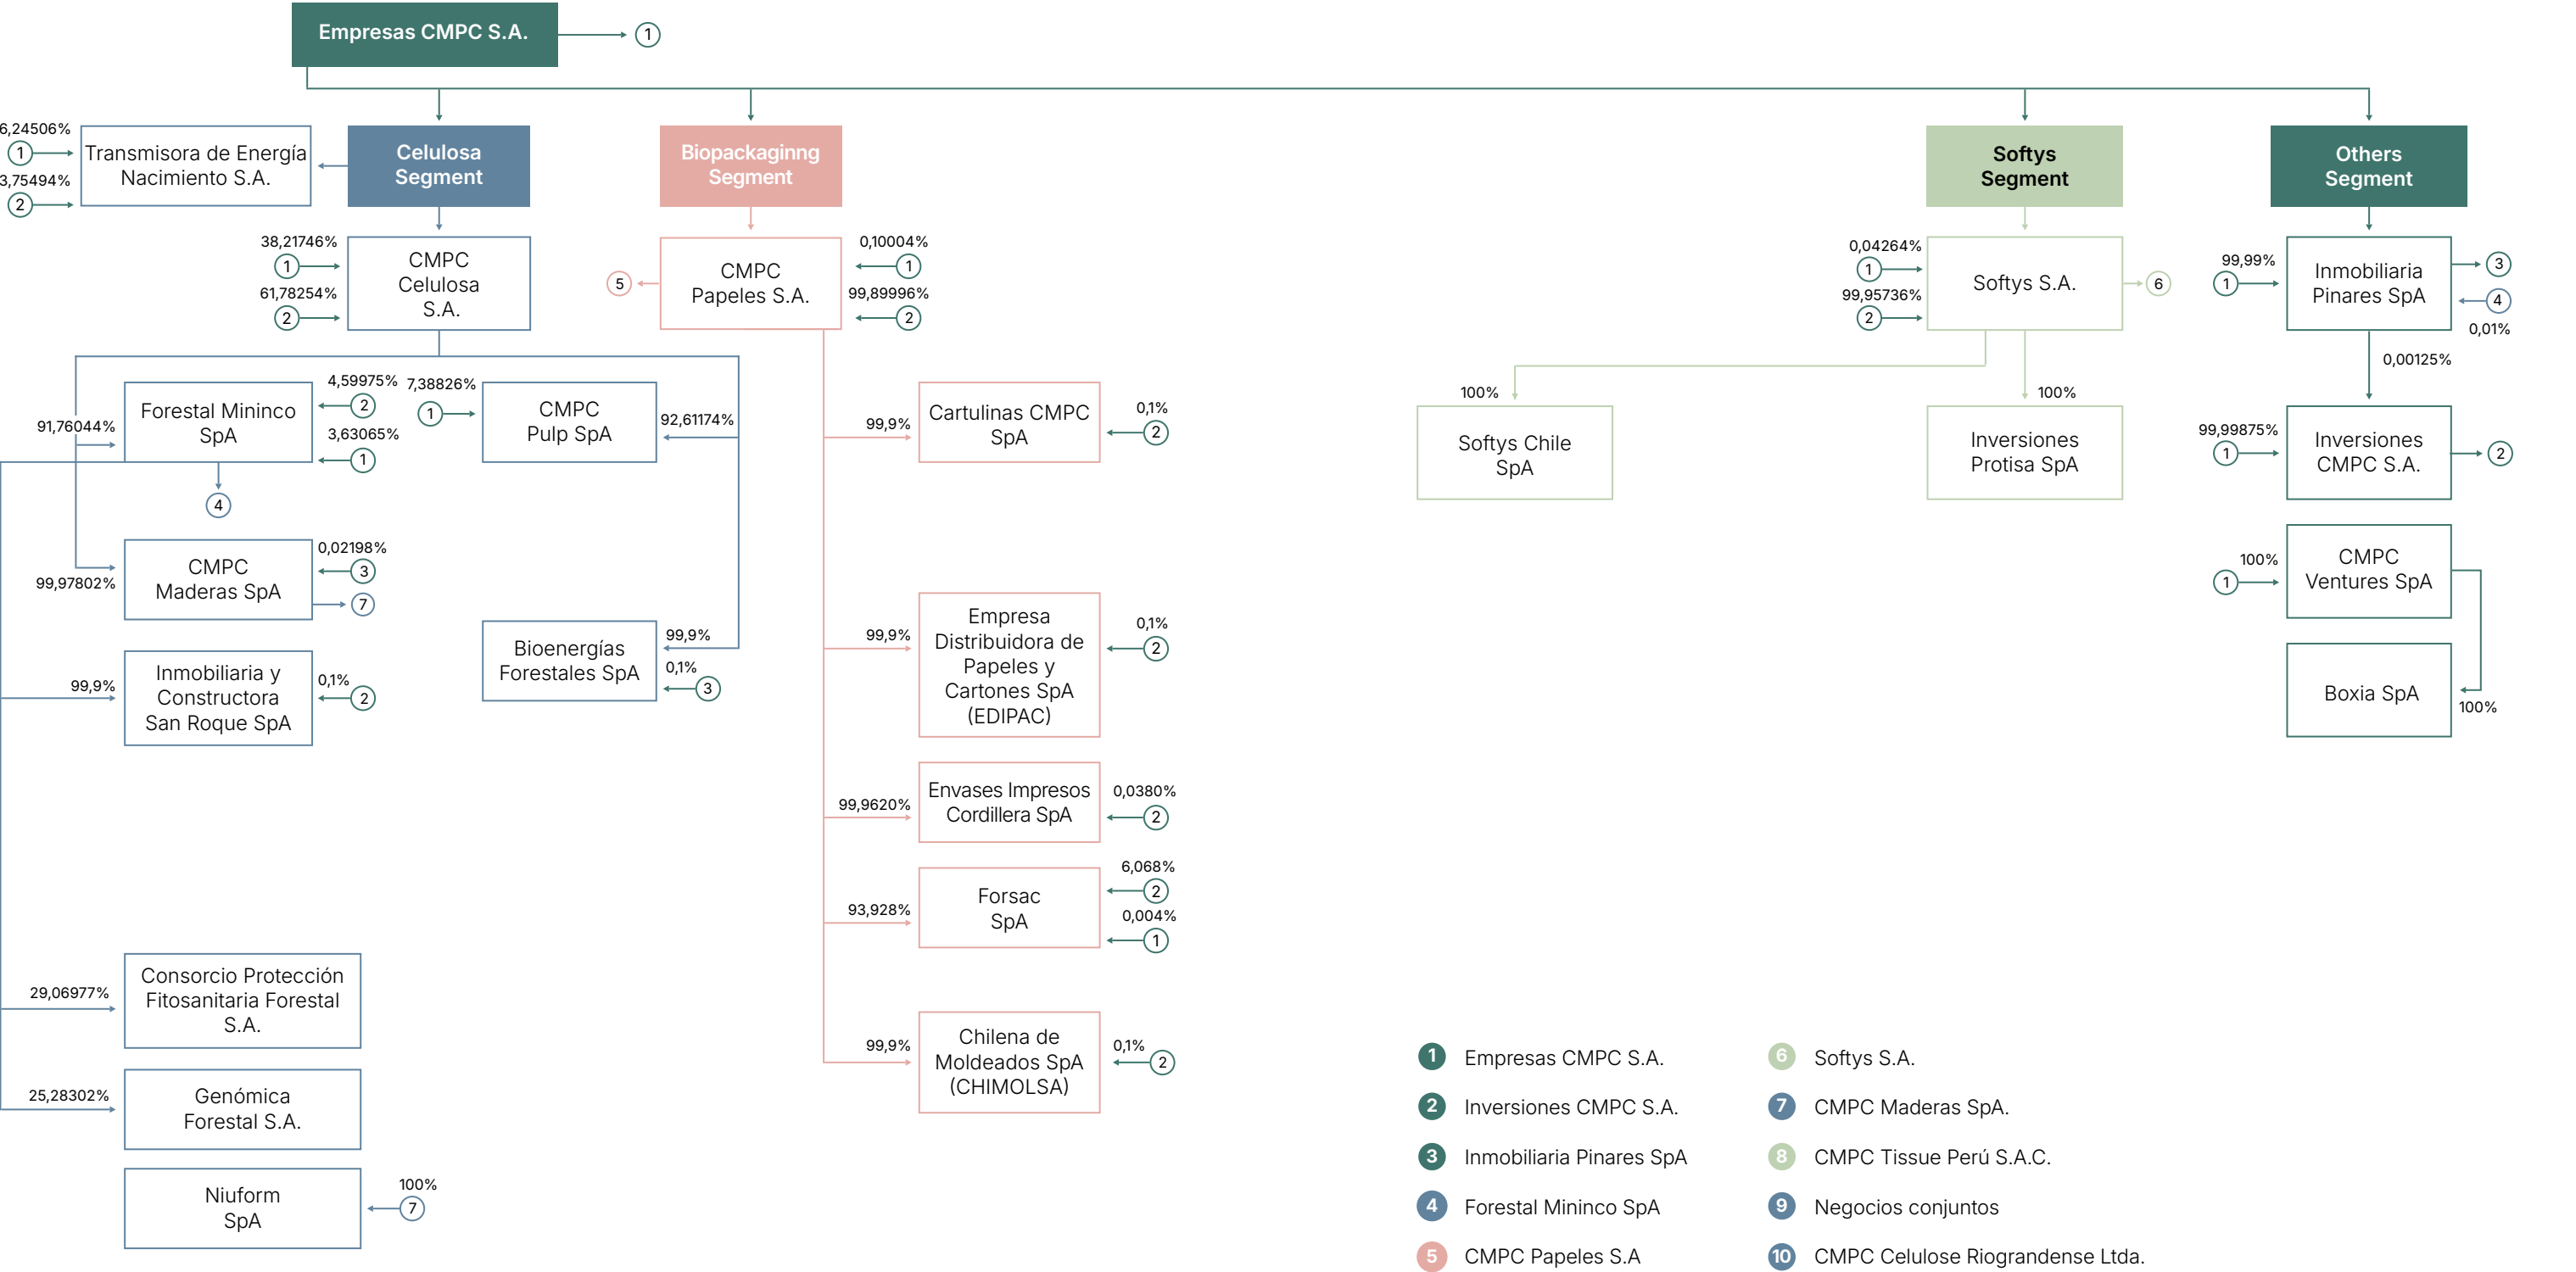 Empresas CMPC S.A.
1
6,24506%
1
3,75494%
2
Transmisora de Energía
Nacimiento S.A.
Celulosa
Segment
Biopackaginng
Segment
Softys
Segment
Others
Segment
38,21746%
1
61,78254%
2
CMPC
Celulosa
S.A.
5
CMPC
Papeles S.A.
0,10004%
1
99,89996%
2
0,04264%
1
99,95736%
2
Softys S.A.
6
99,99%
1
Inmobiliaria
Pinares SpA
3
4
0,01%
0,00125%
91,76044%
Forestal Mininco
SpA
4,59975%
2
3,63065%
1
4
7,38826%
1
CMPC
Pulp SpA
92,61174%
99,9%
Cartulinas CMPC
SpA
0,1%
2
100%
Softys Chile
SpA
100%
Inversiones
Protisa SpA
99,99875%
1
Inversiones
CMPC S.A.
2
99,97802%
CMPC
Maderas SpA
0,02198%
3
7
100%
1
CMPC
Ventures SpA
99,9%
Inmobiliaria y
Constructora
San Roque SpA
0,1%
2
Bioenergías
Forestales SpA
99,9%
0,1%
3
99,9%
Empresa
Distribuidora de
Papeles y
Cartones SpA
(EDIPAC)
0,1%
2
Boxia SpA
100%
99,9620%
Envases Impresos
Cordillera SpA
0,0380%
2
93,928%
Forsac
SpA
6,068%
2
0,004%
1
29,06977%
Consorcio Protección
Fitosanitaria Forestal
S.A.
99,9%
Chilena de
Moldeados SpA
(CHIMOLSA)
0,1%
2
25,28302%
Genómica
Forestal S.A.
Niuform
SpA
100%
7
1 Empresas CMPC S.A.
2 Inversiones CMPC S.A.
3 Inmobiliaria Pinares SpA
4 Forestal Mininco SpA
5 CMPC Papeles S.A
6 Softys S.A.
7 CMPC Maderas SpA.
8 CMPC Tissue Perú S.A.C.
9 Negocios conjuntos
10 CMPC Celulose Riograndense Ltda.